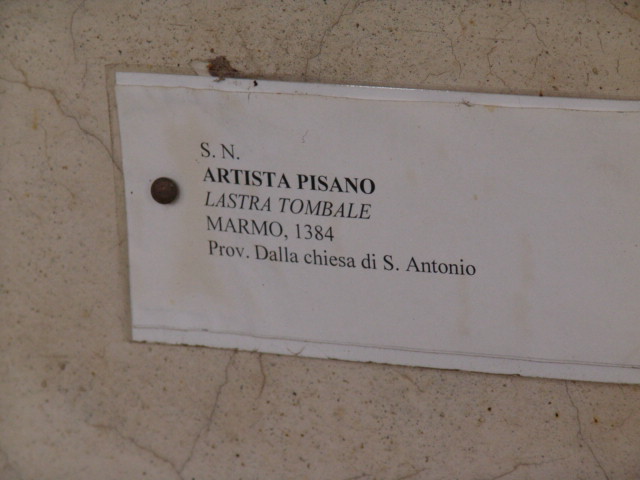 S. N.
ARTISTA PISANO
LASTRA TOMBALE
MARMO, 1384
Prov. Dalla chiesa di S. Antonio